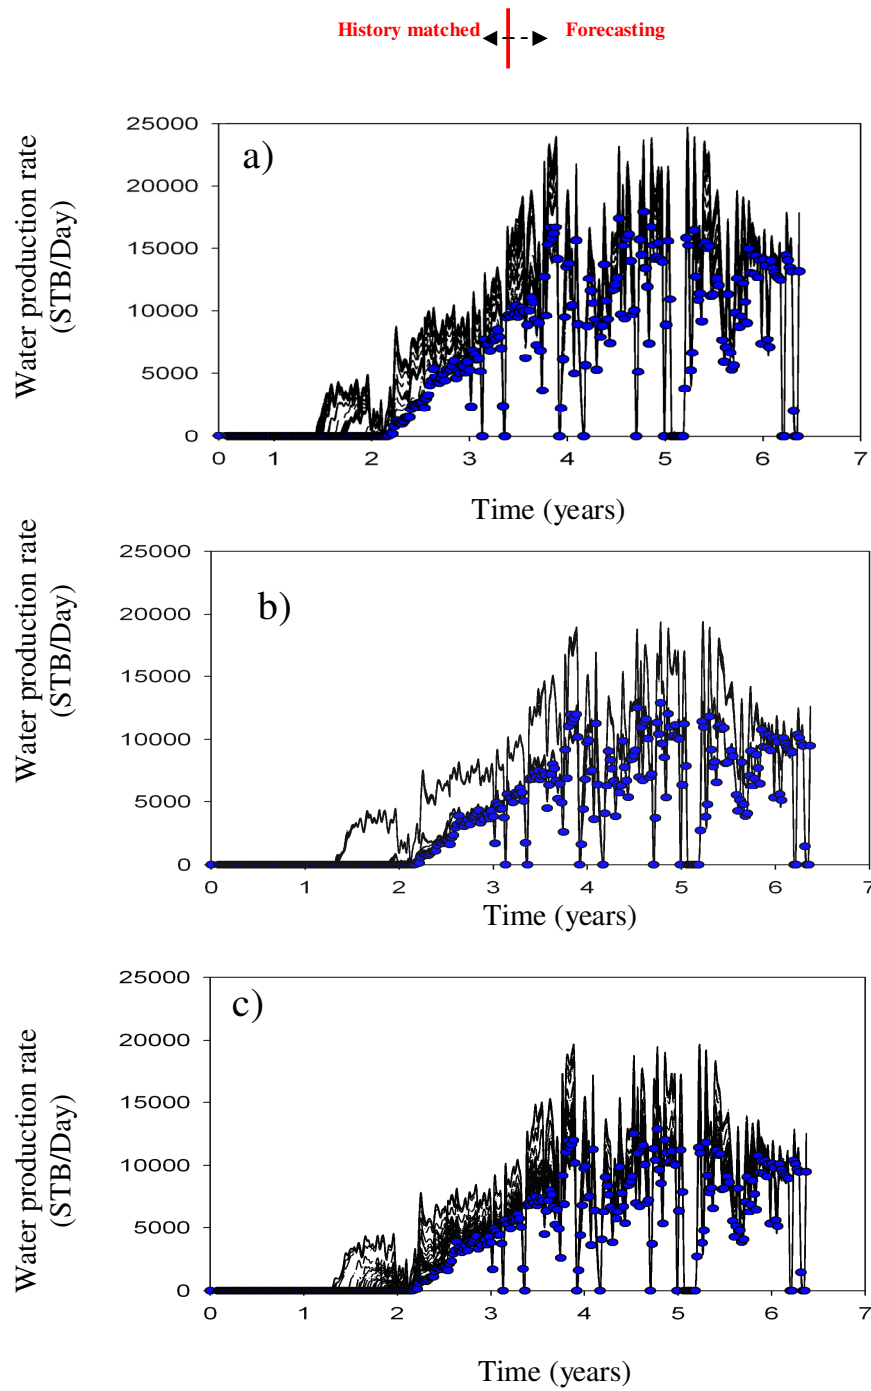 History matched Forecasting
Water production rate
(STB/Day)
a)
25000
20000
15000
10000
5000
0
0 1 2 3 4 5 6 7
Time (years)
Water production rate
(STB/Day)
b)
25000
20000
15000
10000
5000
0
0 1 2 3 4 5 6 7
Time (years)
Water production rate
(STB/Day)
c)
25000
20000
15000
10000
5000
0
0 1 2 3 4 5 6 7
Time (years)